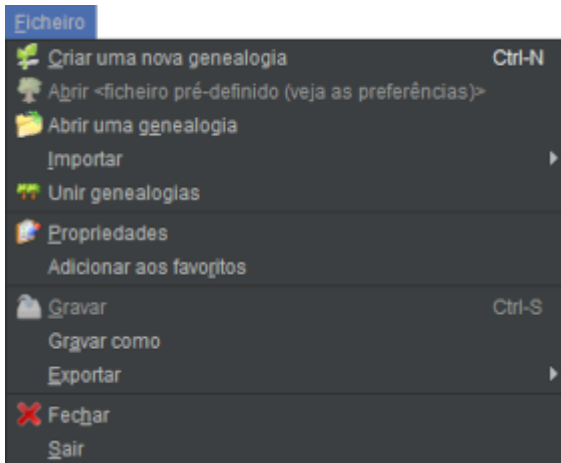 Ficheiro
Criar uma nova genealogia Ctrl-N
Abrir <ficheiro pré-definido (veja as preferências)>
Abrir uma genealogia
Importar
Unir genealogias
Propriedades
Adicionar aos favoritos
Gravar Ctrl-S
Gravar como
Exportar
Fechar
Sair